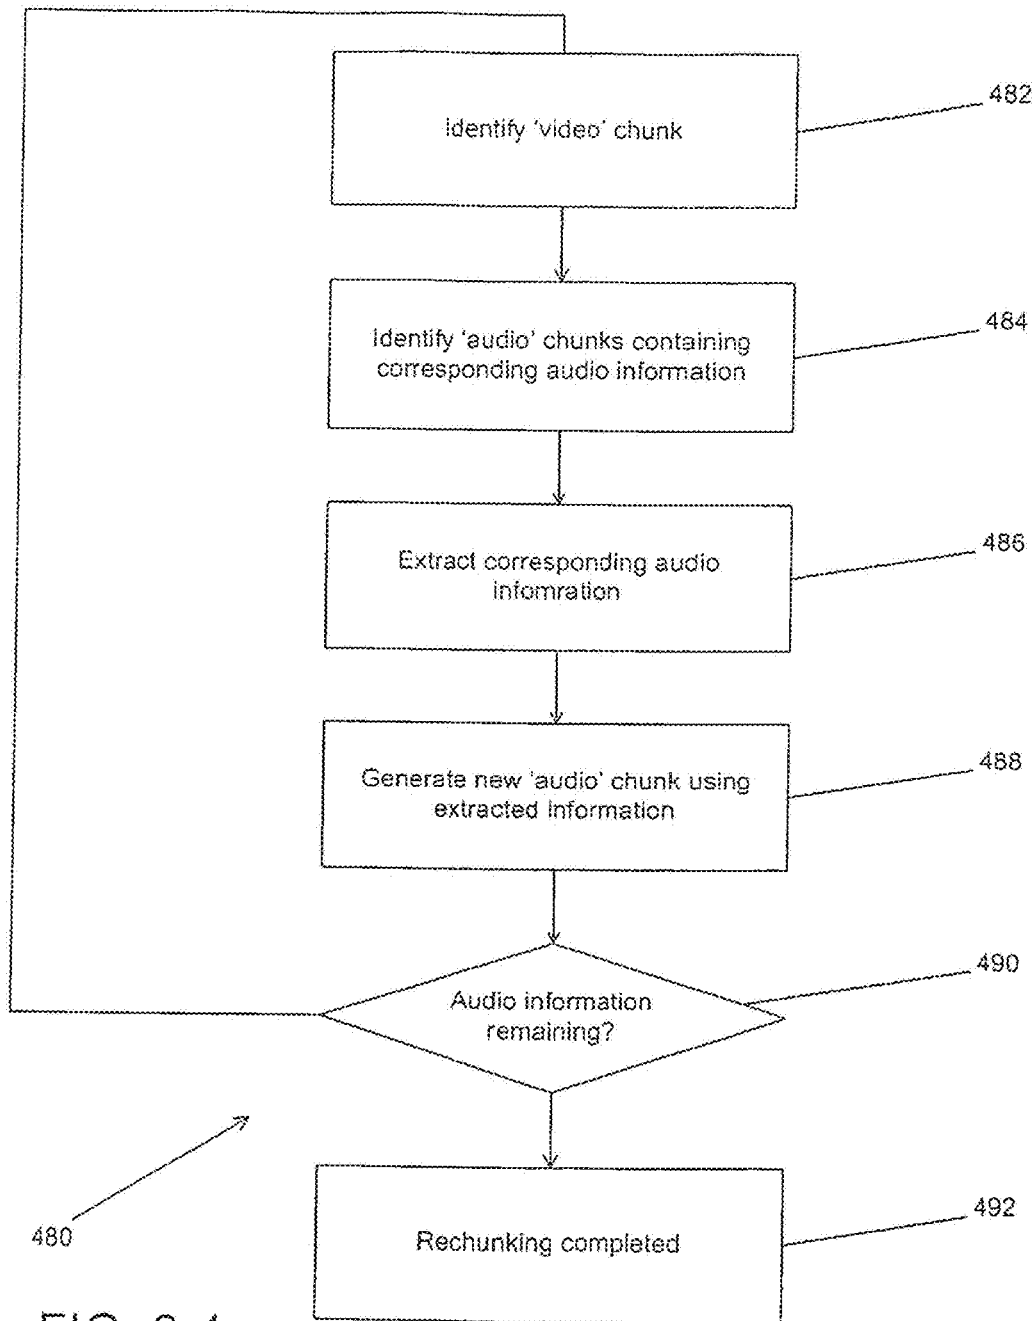 Identify 'video' chunk
482
Identify 'audio' chunks containing
corresponding audio information
484
Extract corresponding audio
infomration
486
Generate new 'audio' chunk using
extracted information
488
Audio information
remaining?
490
Rechunking completed
492
480